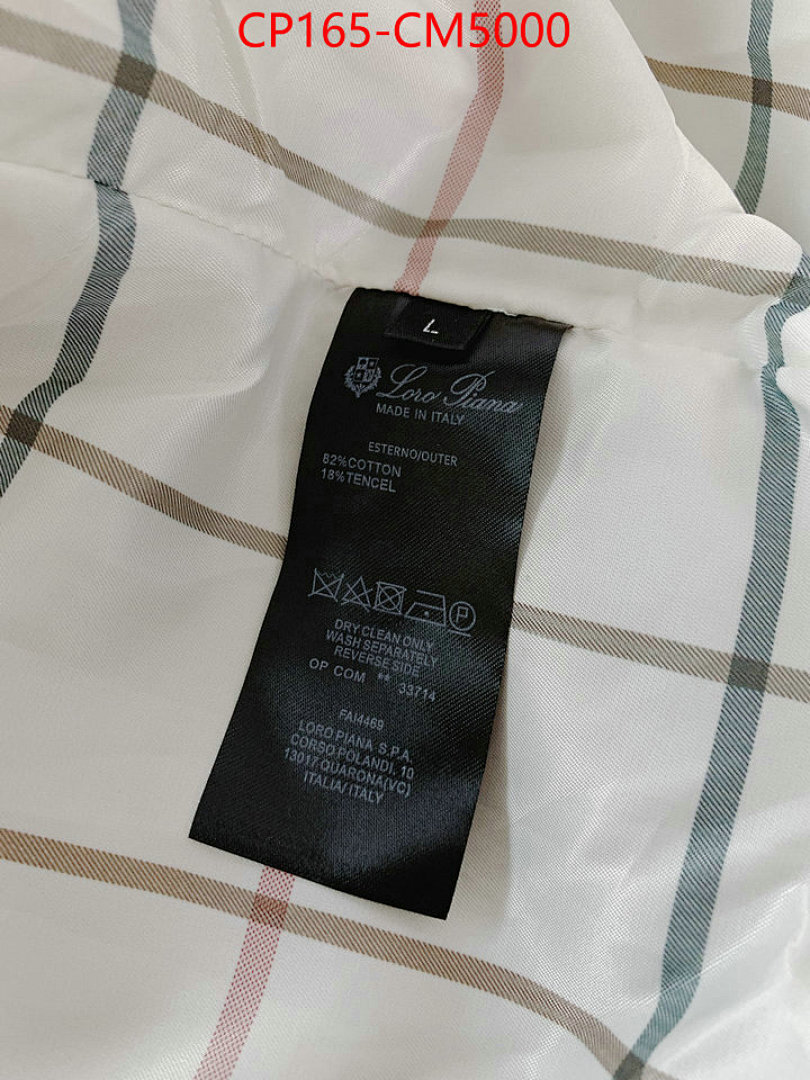 CP165-CM5000
L
Loro Piana
MADE IN ITALY
ESTERNO/OUTER
82%COTTON
18%TENCEL
P
DRY CLEAN ONLY
WASH SEPARATELY
REVERSE SIDE
OP COM ** 33714
FAI4469
LORO PIANA S.P.A.
CORSO POLANDI, 10
13017 QUARONA(VC)
ITALIA/ ITALY